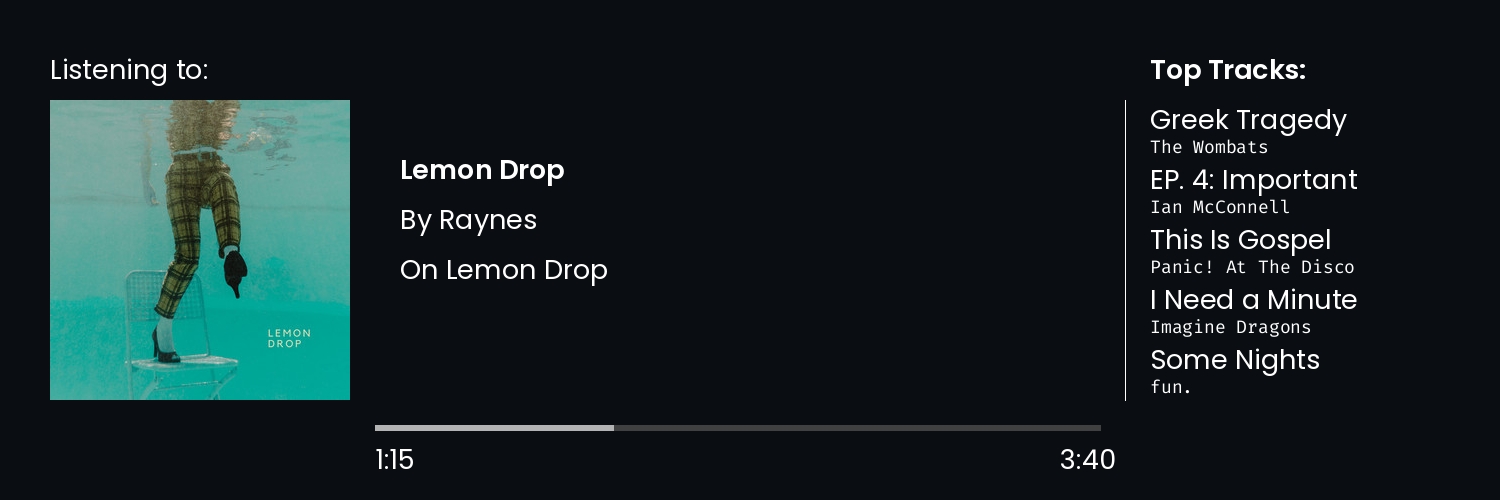 Listening to:
LEMON
DROP
Lemon Drop
By Raynes
On Lemon Drop
1:15
3:40
Top Tracks:
Greek Tragedy
The Wombats
EP. 4: Important
Ian McConnell
This Is Gospel
Panic! At The Disco
I Need a Minute
Imagine Dragons
Some Nights
fun.